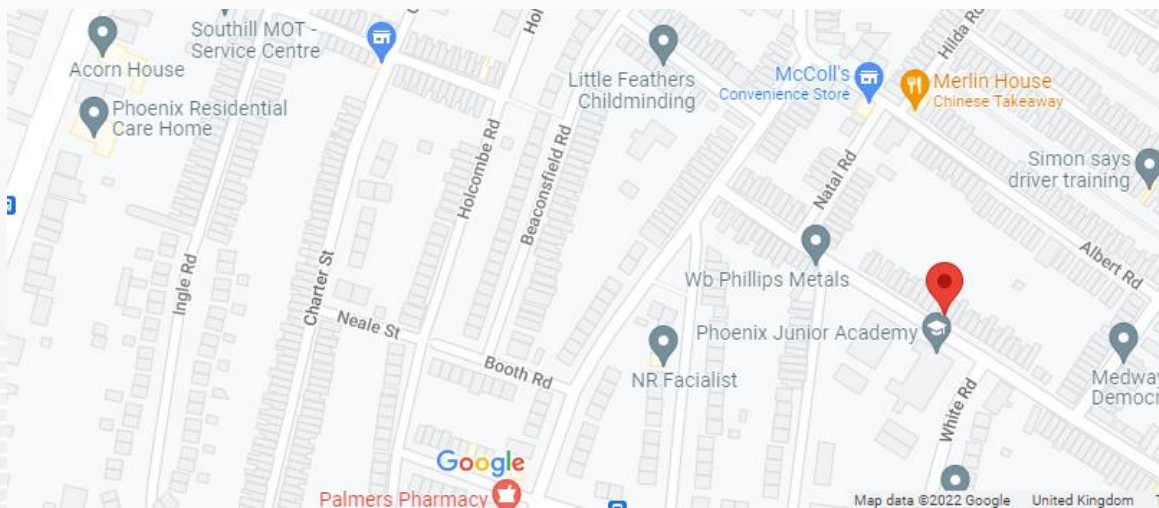 Southill MOT -
Service Centre
Acorn House
Phoenix Residential
Care Home
Little Feathers
Childminding
McColl's
Convenience Store
Hilda Rd
Merlin House
Chinese Takeaway
Simon says
driver training
Holcombe Rd
Beaconsfield Rd
Natal Rd
Albert Rd
Ingle Rd
Charter St
Neale St
Booth Rd
Wb Phillips Metals
Phoenix Junior Academy
NR Facialist
White Rd
Medway
Democr
Google
Palmers Pharmacy
Map data ©2022 Google
United Kingdom